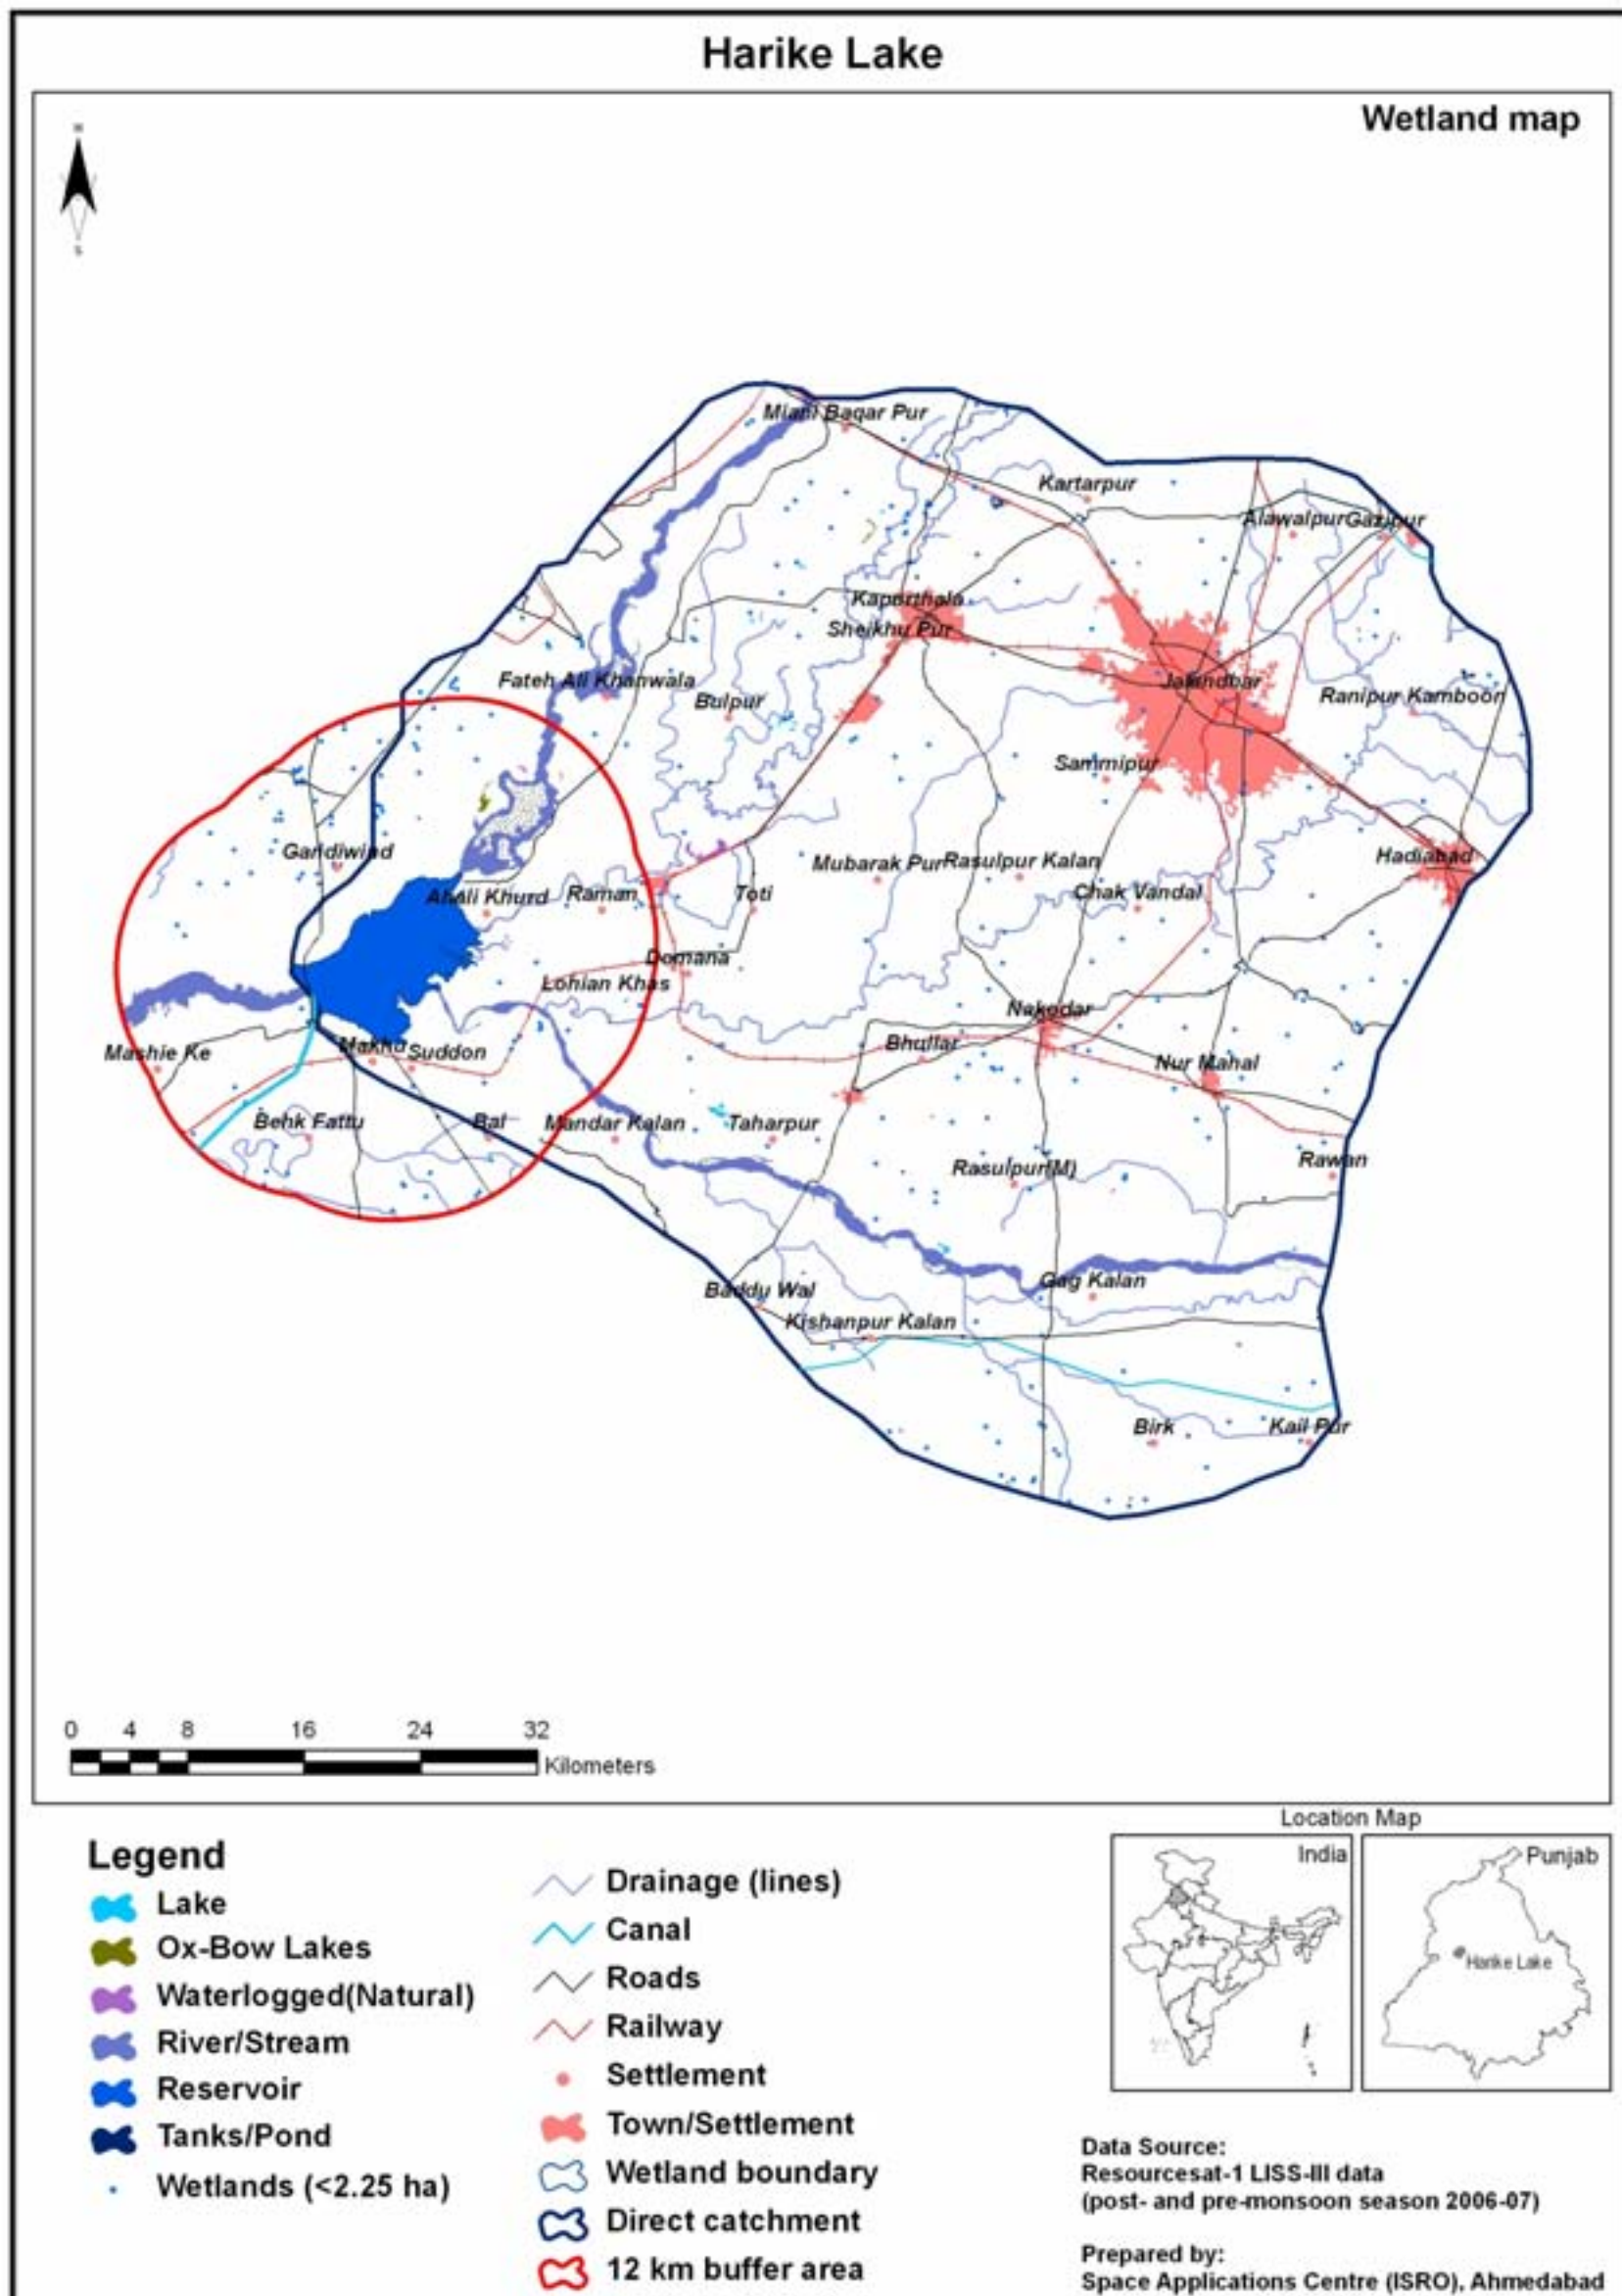 Harike Lake
Wetland map
N
S
Miani Baqar Pur
Kartarpur
Alawalpur
Gazipur
Kapurthala
Sheikhu Pur
Fateh Ali Khanwala
Bulpur
Jalandhar
Ranipur Kamboon
Sammipur
Gandiwind
Mubarak Pur
Rasulpur Kalan
Hadiabad
Ahali Khurd
Raman
Toti
Chak Vandal
Domana
Lohian Khas
Nakodar
Mashie Ke
Makhu
Suddon
Bhullar
Nur Mahal
Behk Fattu
Bal
Mandar Kalan
Taharpur
Rasulpur(M)
Rawan
Baddu Wal
Gag Kalan
Kishanpur Kalan
Birk
Kail Pur
0 4 8 16 24 32
Kilometers
Location Map
India
Punjab
Harike Lake
Legend
Lake
Ox-Bow Lakes
Waterlogged(Natural)
River/Stream
Reservoir
Tanks/Pond
Wetlands (<2.25 ha)
Drainage (lines)
Canal
Roads
Railway
Settlement
Town/Settlement
Wetland boundary
Direct catchment
12 km buffer area
Data Source:
Resourcesat-1 LISS-III data
(post- and pre-monsoon season 2006-07)
Prepared by:
Space Applications Centre (ISRO), Ahmedabad